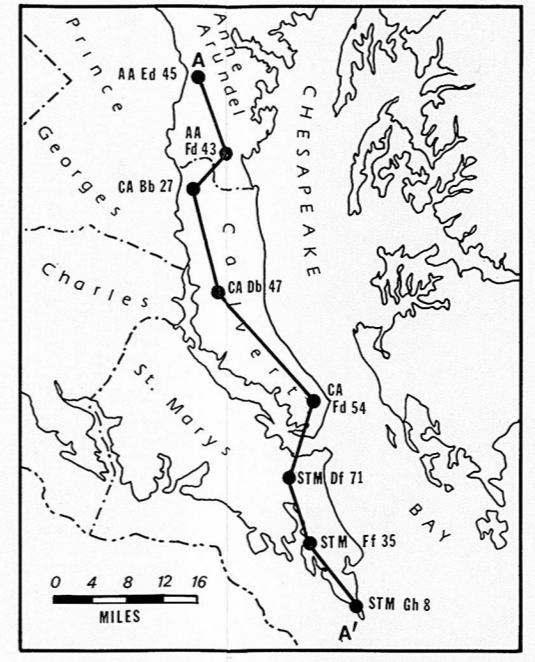 Prince
Georges
Anne
Arundel
A
AA Ed 45
AA
Fd 43
CA Bb 27
CHESAPEAKE
Calvert
CA Db 47
Charles
St. Marys
CA
Fd 54
STM Df 71
BAY
STM Ff 35
STM Gh 8
A'
0 4 8 12 16
MILES